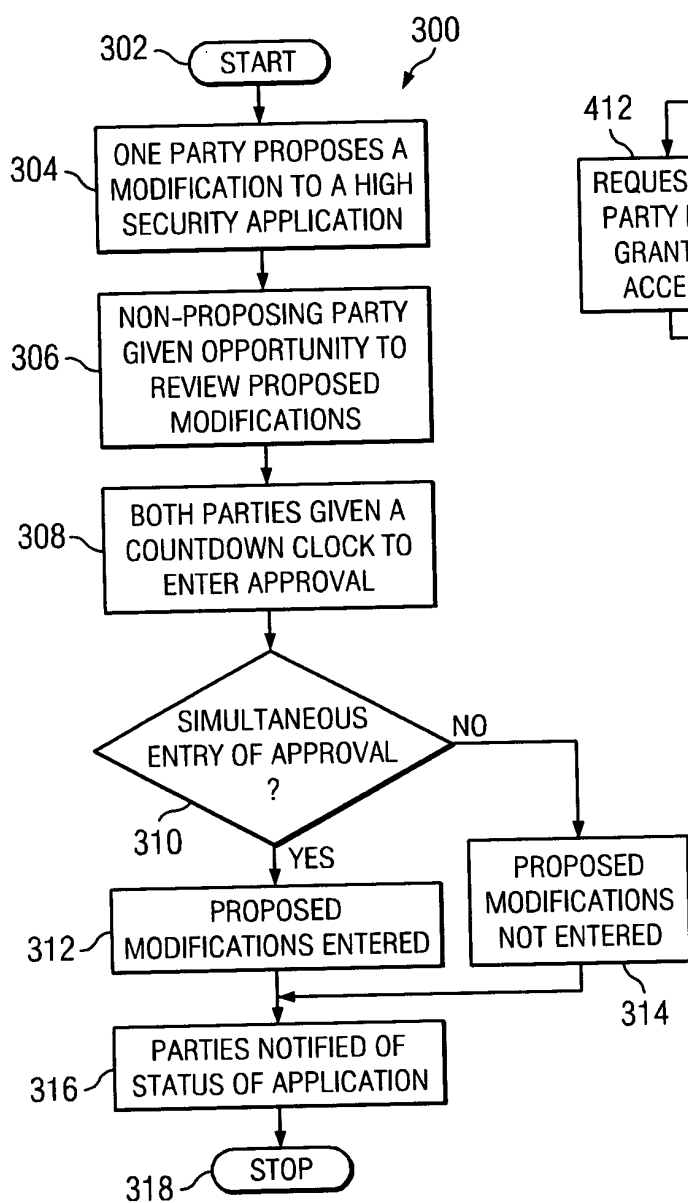 300
302
START
304
ONE PARTY PROPOSES A
MODIFICATION TO A HIGH
SECURITY APPLICATION
306
NON-PROPOSING PARTY
GIVEN OPPORTUNITY TO
REVIEW PROPOSED
MODIFICATIONS
308
BOTH PARTIES GIVEN A
COUNTDOWN CLOCK TO
ENTER APPROVAL
SIMULTANEOUS
ENTRY OF APPROVAL
?
310
NO
YES
312
PROPOSED
MODIFICATIONS ENTERED
PROPOSED
MODIFICATIONS
NOT ENTERED
314
316
PARTIES NOTIFIED OF
STATUS OF APPLICATION
318
STOP
412
PARTY